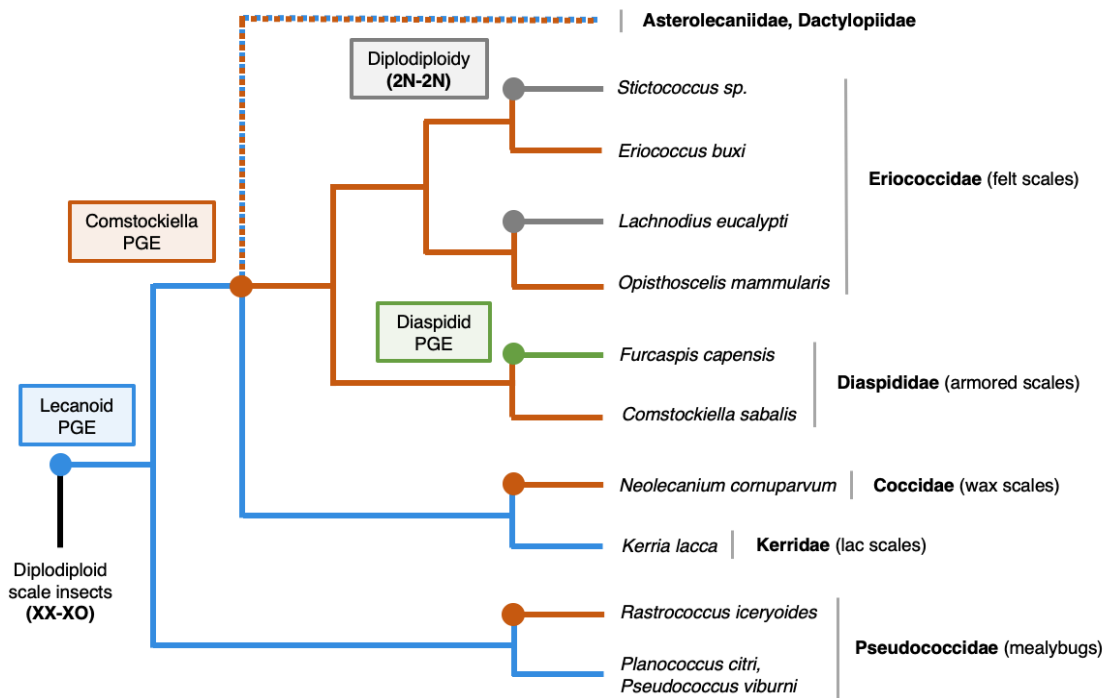 Asterolecaniidae, Dactylopiidae
Diplodiploidy
(2N-2N)
Stictococcus sp.
Eriococcus buxi
Eriococcidae (felt scales)
Lachnodius eucalypti
Comstockiella
PGE
Opisthoscelis mammularis
Diaspidid
PGE
Furcaspis capensis
Diaspididae (armored scales)
Comstockiella sabalis
Lecanoid
PGE
Neolecanium cornuparvum
Coccidae (wax scales)
Kerria lacca
Kerridae (lac scales)
Diplodiploid
scale insects
(XX-XO)
Rastrococcus iceryoides
Pseudococcidae (mealybugs)
Planococcus citri,
Pseudococcus viburni